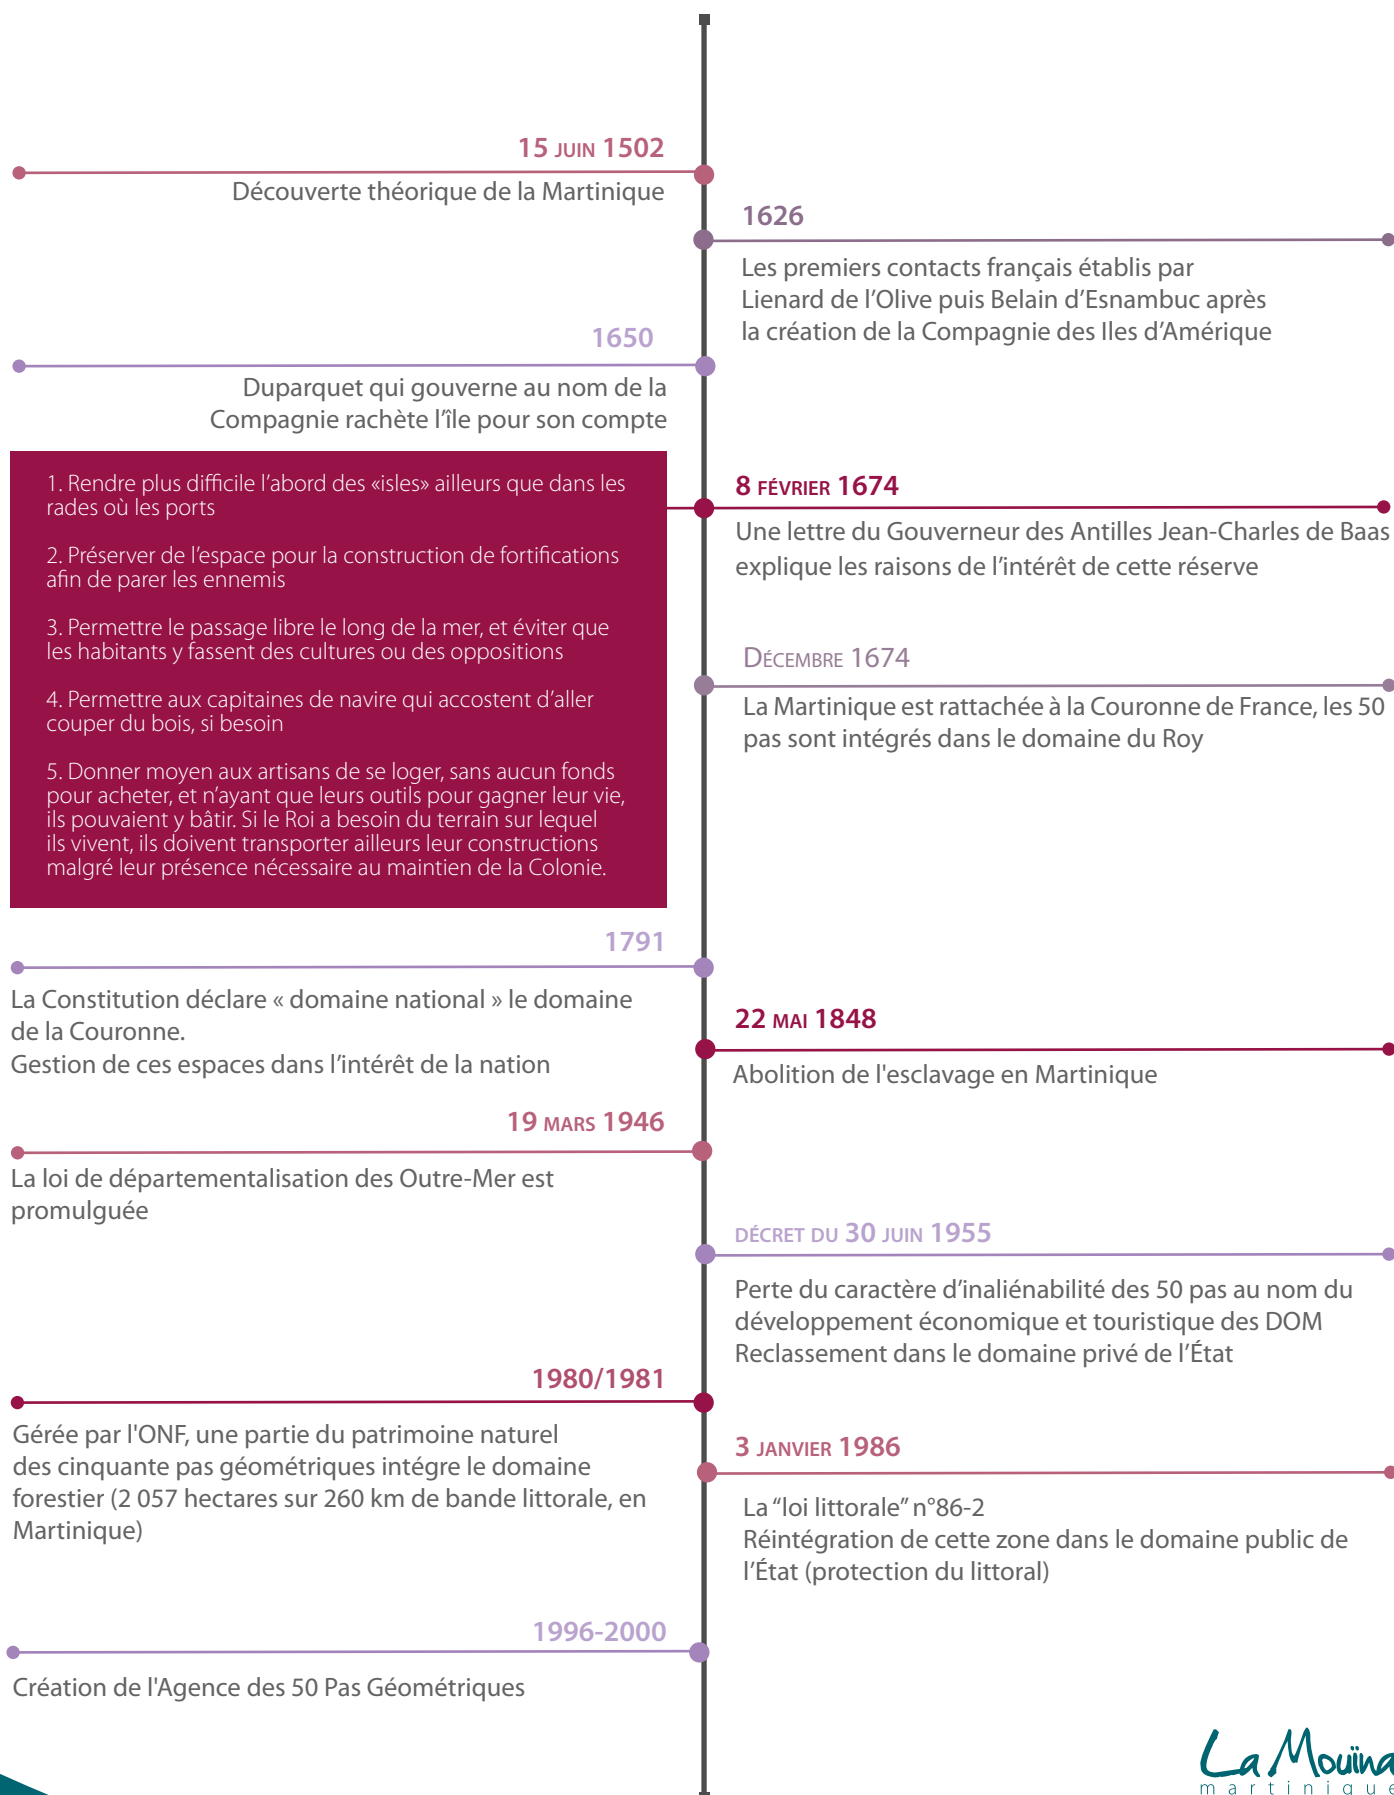 15 JUIN 1502
Découverte théorique de la Martinique
1626
Les premiers contacts français établis par
Lienard de l’Olive puis Belain d’Esnambuc après
la création de la Compagnie des Iles d’Amérique
1650
Duparquet qui gouverne au nom de la
Compagnie rachète l’île pour son compte
8 FÉVRIER 1674
Une lettre du Gouverneur des Antilles Jean-Charles de Baas
explique les raisons de l’intérêt de cette réserve
1. Rendre plus difficile l’abord des «isles» ailleurs que dans les
rades où les ports
2. Préserver de l’espace pour la construction de fortifications
afin de parer les ennemis
3. Permettre le passage libre le long de la mer, et éviter que
les habitants y fassent des cultures ou des oppositions
4. Permettre aux capitaines de navire qui accostent d’aller
couper du bois, si besoin
5. Donner moyen aux artisans de se loger, sans aucun fonds
pour acheter, et n’ayant que leurs outils pour gagner leur vie,
ils pouvaient y bâtir. Si le Roi a besoin du terrain sur lequel
ils vivent, ils doivent transporter ailleurs leur constructions
malgré leur présence nécessaire au maintien de la Colonie.
DÉCEMBRE 1674
La Martinique est rattachée à la Couronne de France, les 50
pas sont intégrés dans le domaine du Roy
1791
La Constitution déclare « domaine national » le domaine
de la Couronne.
Gestion de ces espaces dans l’intérêt de la nation
22 MAI 1848
Abolition de l'esclavage en Martinique
19 MARS 1946
La loi de départementalisation des Outre-Mer est
promulguée
DÉCRET DU 30 JUIN 1955
Perte du caractère d’inaliénabilité des 50 pas au nom du
développement économique et touristique des DOM
Reclassement dans le domaine privé de l’État
1980/1981
Gérée par l'ONF, une partie du patrimoine naturel
des cinquante pas géométriques intégre le domaine
forestier (2 057 hectares sur 260 km de bande littorale, en
Martinique)
3 JANVIER 1986
La “loi littorale” n°86-2
Réintégration de cette zone dans le domaine public de
l’État (protection du littoral)
1996-2000
Création de l'Agence des 50 Pas Géométriques
La Mouïna
martinique